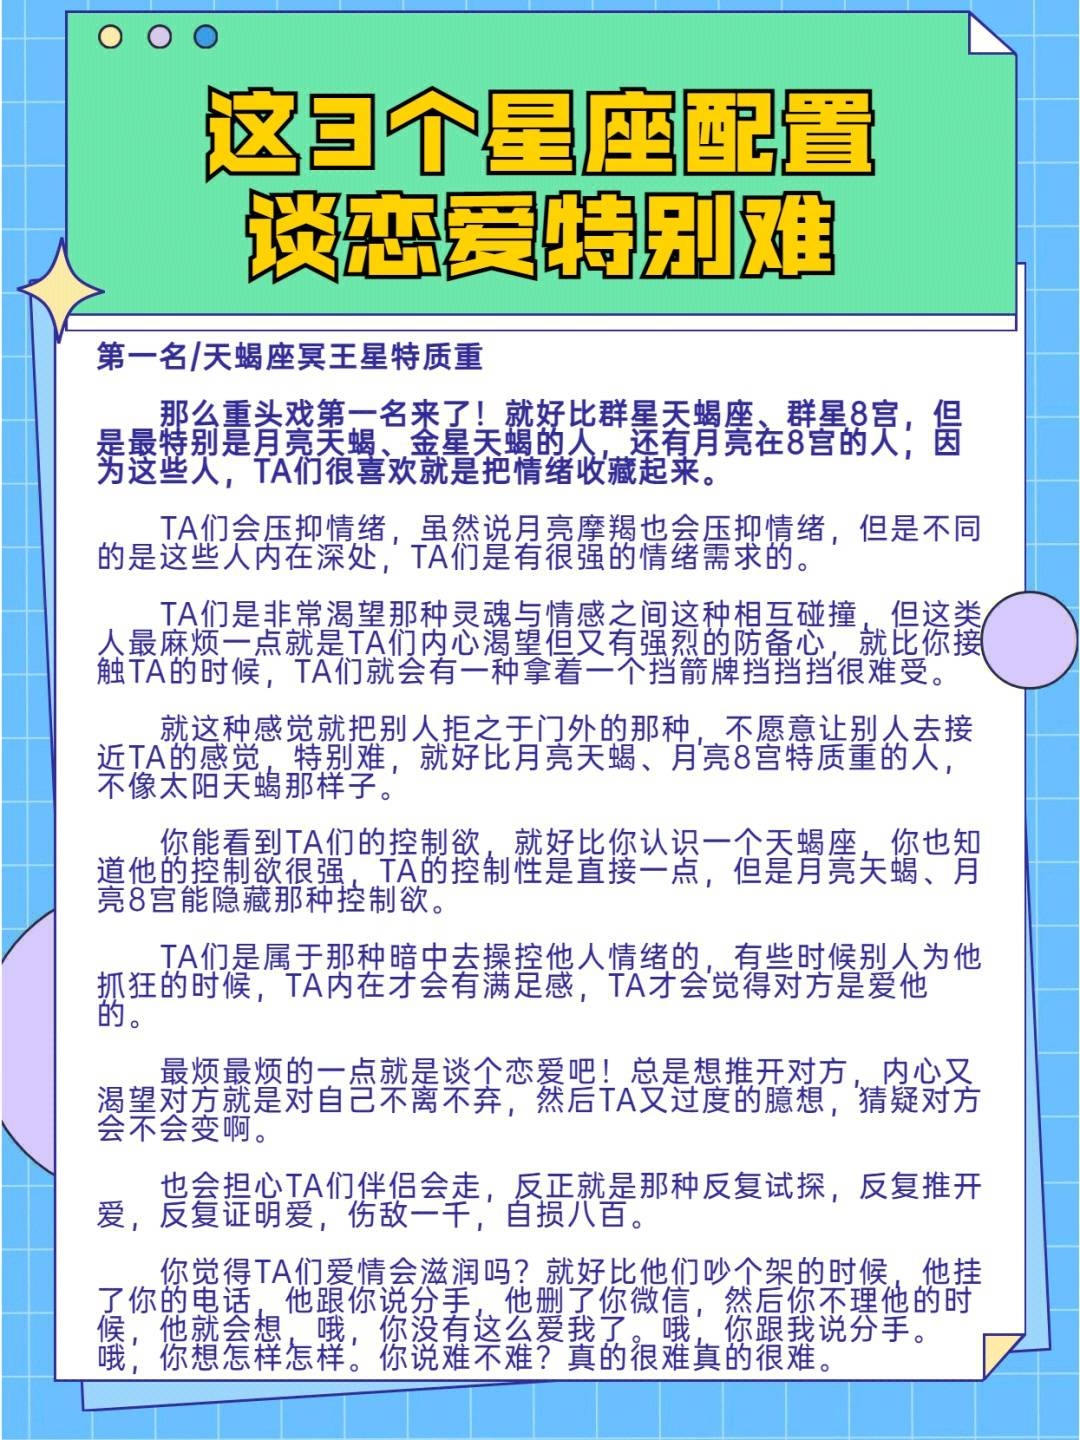 这3个星座配置
谈恋爱特别难
第一名/天蝎座冥王星特质重
那么重头戏第一名来了！就好比群星天蝎座、群星8宫，但
是最特别是月亮天蝎、金星天蝎的人，还有月亮在8宫的人，因
为这些人，TA们很喜欢就是把情绪收藏起来。
TA们会压抑情绪，虽然说月亮摩羯也会压抑情绪，但是不同
的是这些人内在深处，TA们是有很强的情绪需求的。
TA们是非常渴望那种灵魂与情感之间这种相互碰撞，但这类
人最麻烦一点就是TA们内心渴望但又有强烈的防备心，就比你接
触TA的时候，TA们就会有一种拿着一个挡箭牌挡挡挡很难受。
就这种感觉就把别人拒之于门外的那种，不愿意让别人去接
近TA的感觉，特别难，就好比月亮天蝎、月亮8宫特质重的人，
不像太阳天蝎那样子。
你能看到TA们的控制欲，就好比你认识一个天蝎座，你也知
道他的控制欲很强，TA的控制性是直接一点，但是月亮天蝎、月
亮8宫能隐藏那种控制欲。
TA们是属于那种暗中去操控他人情绪的，有些时候别人为他
抓狂的时候，TA内在才会有满足感，TA才会觉得对方是爱他
的。
最烦最烦的一点就是谈个恋爱吧！总是想推开对方，内心又
渴望对方就是对自己不离不弃，然后TA又过度的臆想，猜疑对方
会不会变啊。
也会担心TA们伴侣会走，反正就是那种反复试探，反复推开
爱，反复证明爱，伤敌一千，自损八百。
你觉得TA们爱情会滋润吗？就好比他们吵个架的时候，他挂
了你的电话，他跟你说分手，他删了你微信，然后你不理他的时
候，他就会想，哦，你没有这么爱我了。哦，你跟我说分手。
哦，你想怎样怎样。你说难不难？真的很难真的很难。